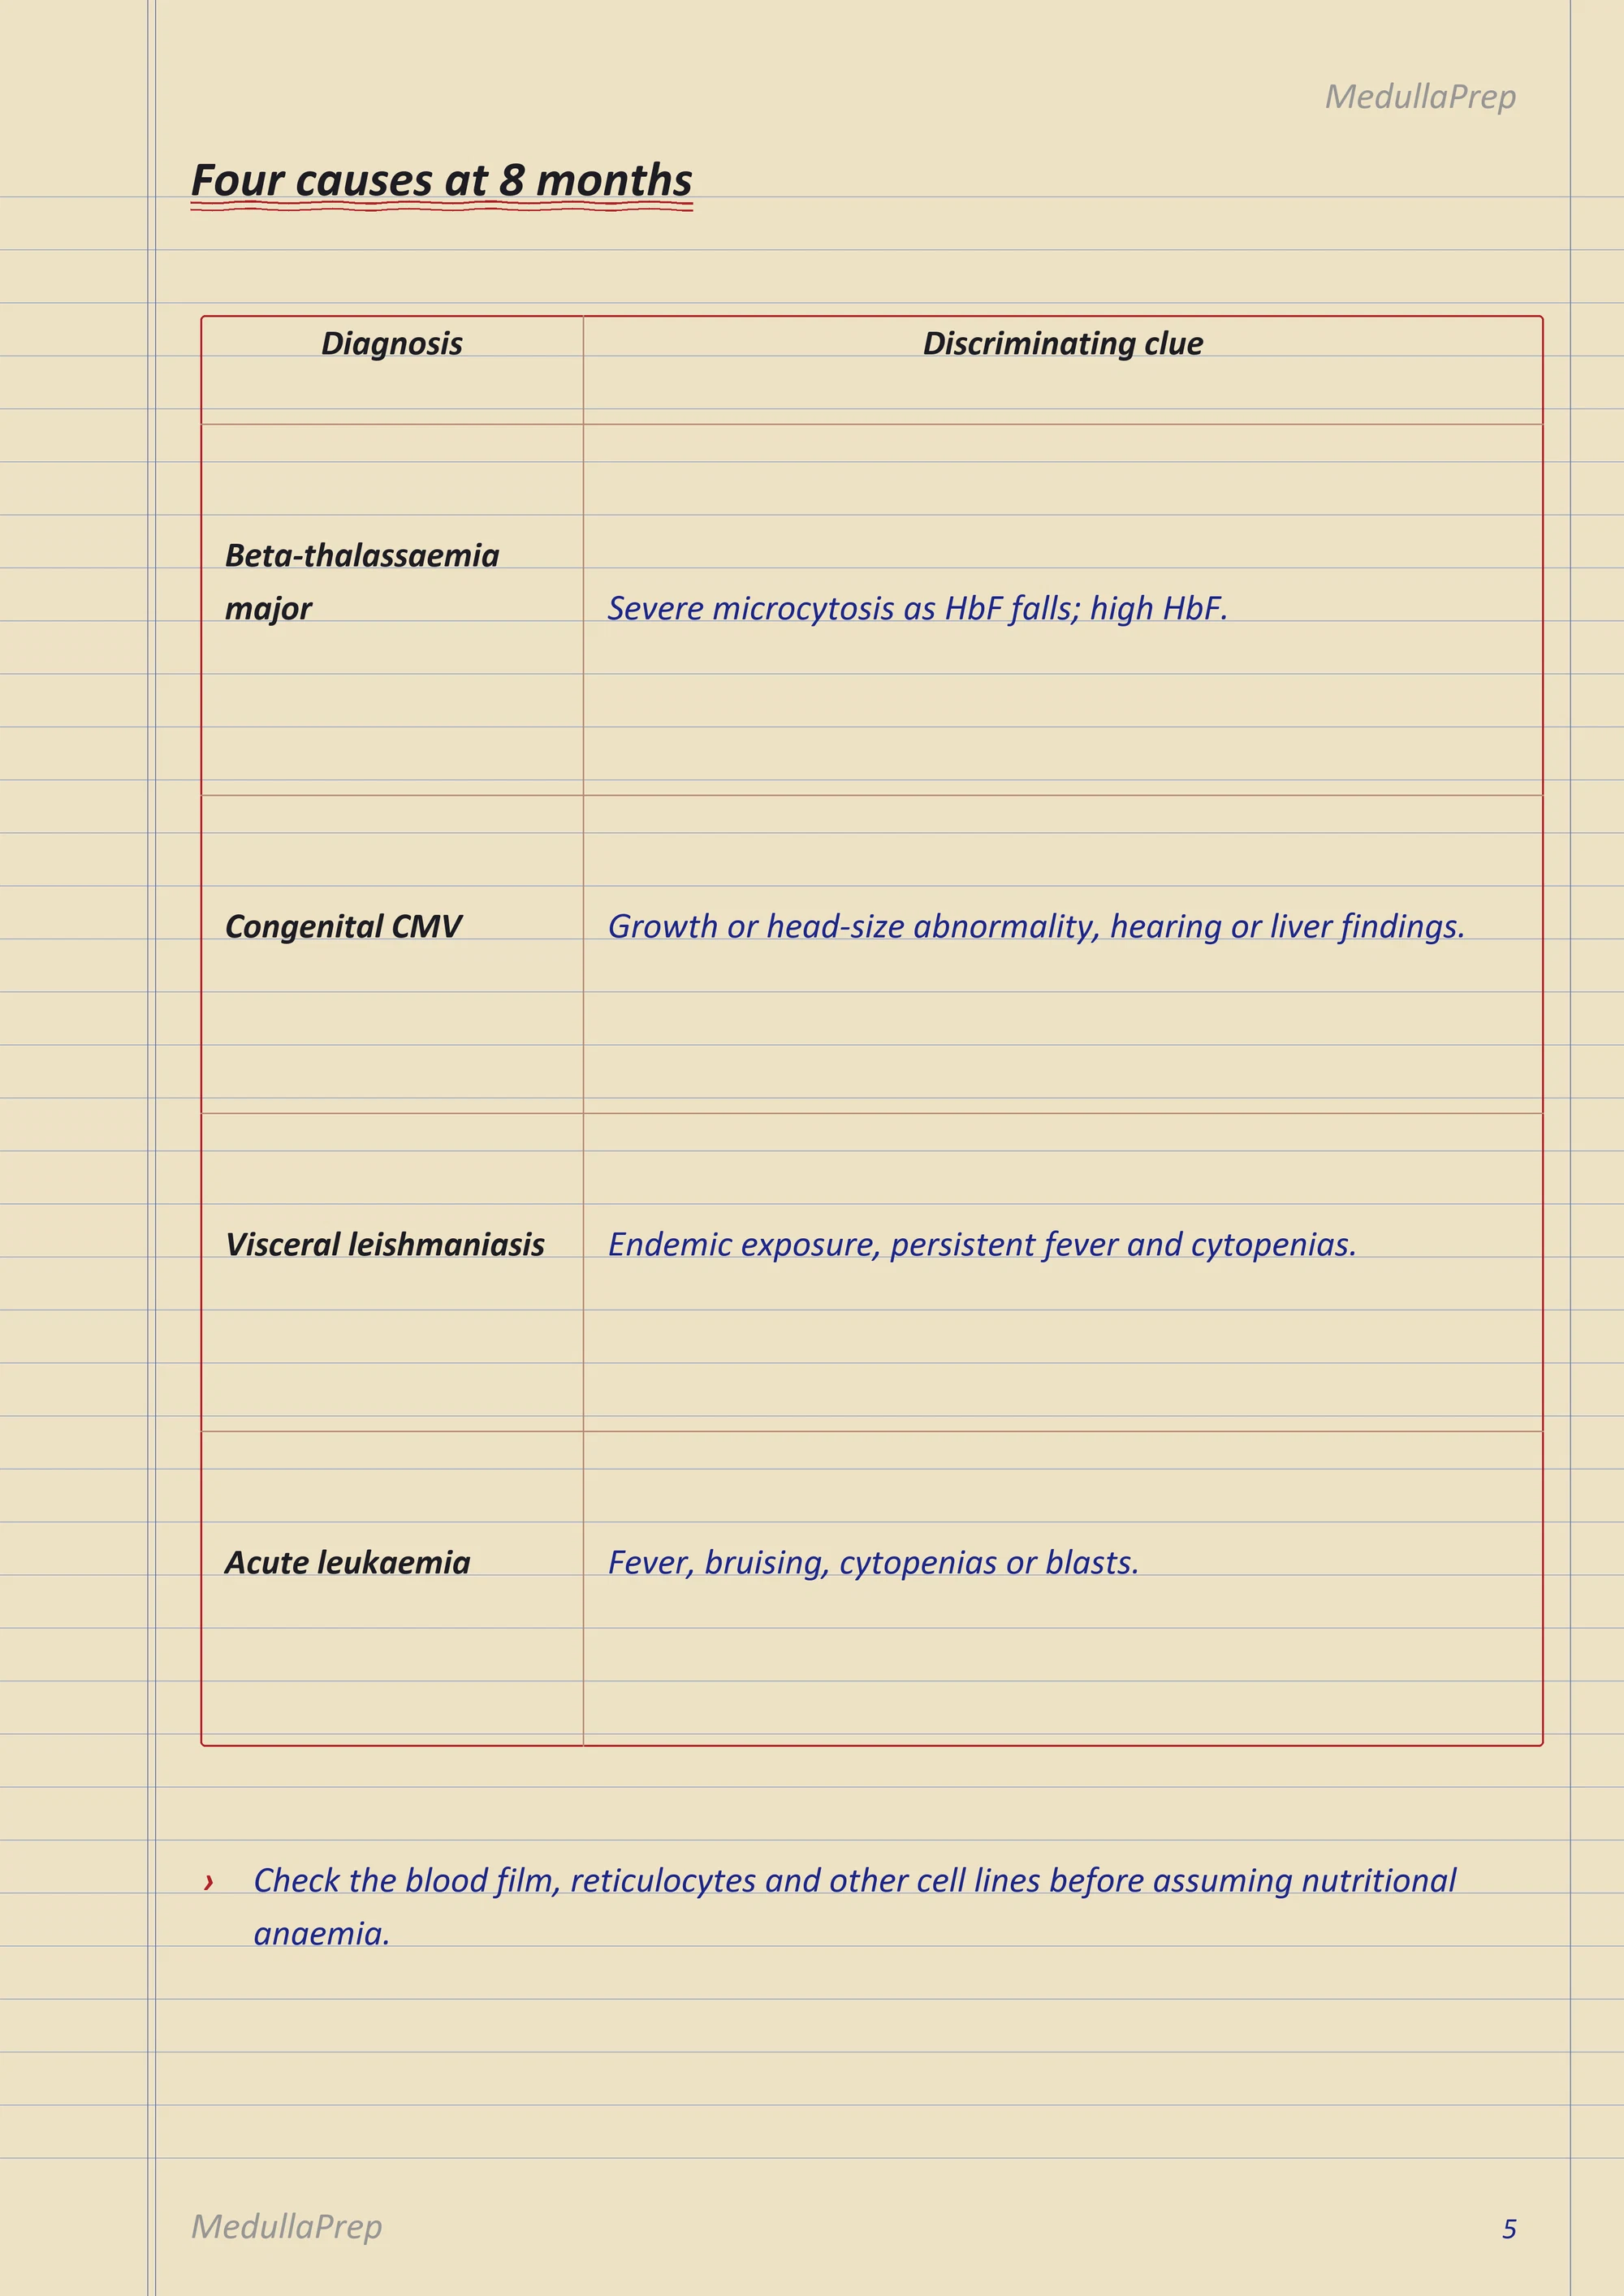 MedullaPrep
Four causes at 8 months
Diagnosis
Discriminating clue
Beta-thalassaemia
major
Severe microcytosis as HbF falls; high HbF.
Congenital CMV
Growth or head-size abnormality, hearing or liver findings.
Visceral leishmaniasis
Endemic exposure, persistent fever and cytopenias.
Acute leukaemia
Fever, bruising, cytopenias or blasts.
› Check the blood film, reticulocytes and other cell lines before assuming nutritional
anaemia.
MedullaPrep
5